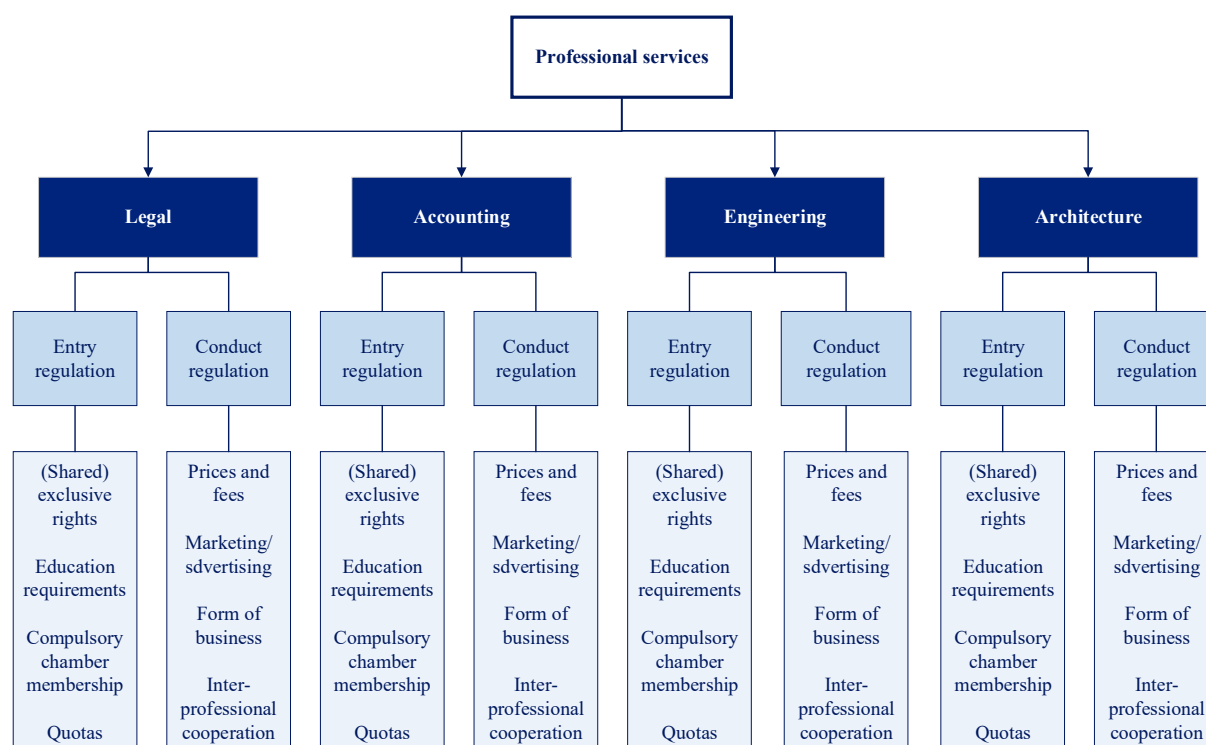 Professional services
Legal
Accounting
Engineering
Architecture
Entry
regulation
Conduct
regulation
Entry
regulation
Conduct
regulation
Entry
regulation
Conduct
regulation
Entry
regulation
Conduct
regulation
(Shared)
exclusive
rights
Education
requirements
Compulsory
chamber
membership
Quotas
Prices and
fees
Marketing/
sdvertising
Form of
business
Inter-
professional
cooperation
(Shared)
exclusive
rights
Education
requirements
Compulsory
chamber
membership
Quotas
Prices and
fees
Marketing/
sdvertising
Form of
business
Inter-
professional
cooperation
(Shared)
exclusive
rights
Education
requirements
Compulsory
chamber
membership
Quotas
Prices and
fees
Marketing/
sdvertising
Form of
business
Inter-
professional
cooperation
(Shared)
exclusive
rights
Education
requirements
Compulsory
chamber
membership
Quotas
Prices and
fees
Marketing/
sdvertising
Form of
business
Inter-
professional
cooperation